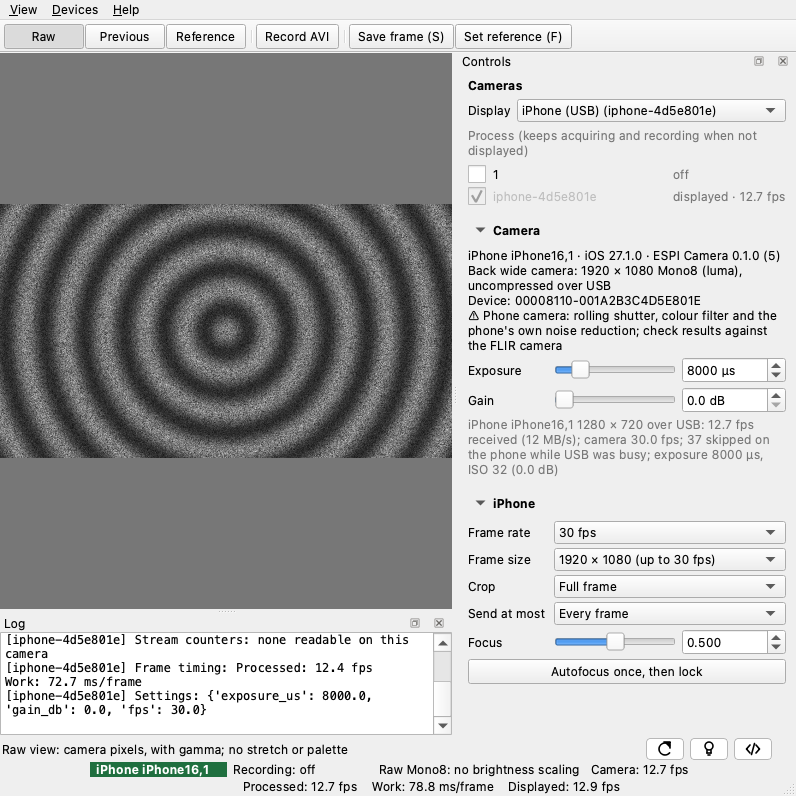 View Devices Help
Raw Previous Reference Record AVI Save frame (S) Set reference (F)
Controls
Cameras
Display iPhone (USB) (iphone-4d5e801e)
Process (keeps acquiring and recording when not
displayed)
1 off
iphone-4d5e801e displayed · 12.7 fps
Camera
iPhone iPhone16,1 · iOS 27.1.0 · ESPI Camera 0.1.0 (5)
Back wide camera: 1920 × 1080 Mono8 (luma),
uncompressed over USB
Device: 00008110-001A2B3C4D5E801E
⚠ Phone camera: rolling shutter, colour filter and the
phone's own noise reduction; check results against
the FLIR camera
Exposure 8000 µs
Gain 0.0 dB
iPhone iPhone16,1 1280 × 720 over USB: 12.7 fps
received (12 MB/s); camera 30.0 fps; 37 skipped on
the phone while USB was busy; exposure 8000 µs,
ISO 32 (0.0 dB)
iPhone
Frame rate 30 fps
Frame size 1920 × 1080 (up to 30 fps)
Crop Full frame
Send at most Every frame
Focus 0.500
Autofocus once, then lock
Log
[iphone-4d5e801e] Stream counters: none readable on this
camera
[iphone-4d5e801e] Frame timing: Processed: 12.4 fps
Work: 72.7 ms/frame
[iphone-4d5e801e] Settings: {'exposure_us': 8000.0,
'gain_db': 0.0, 'fps': 30.0}
Raw view: camera pixels, with gamma; no stretch or palette
iPhone iPhone16,1 Recording: off Raw Mono8: no brightness scaling Camera: 12.7 fps
Processed: 12.7 fps Work: 78.8 ms/frame Displayed: 12.9 fps